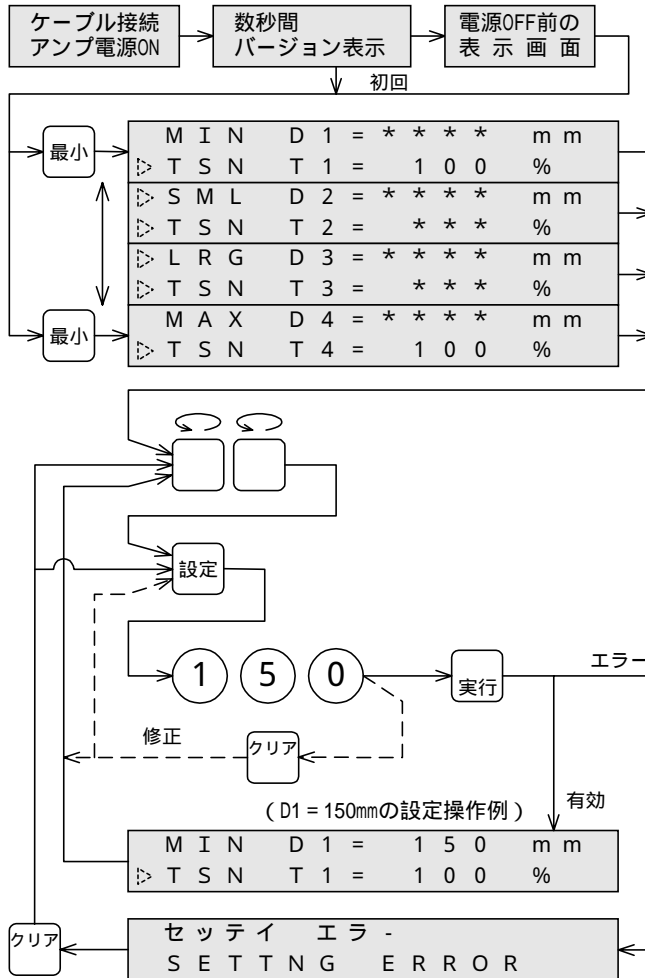 ケーブル接続
アンプ電源ON
数秒間
バージョン表示
電源OFF前の
表示画面
初回
最小
MIN D1=**** mm
TSN T1= 100 %
SML D2=**** mm
TSN T2= *** %
LRG D3=**** mm
TSN T3= *** %
最小
MAX D4=**** mm
TSN T4= 100 %
設定
1 5 0
実行
エラー
修正
クリア
有効
(D1=150mmの設定操作例)
MIN D1= 150 mm
TSN T1= 100 %
クリア
セッテイ エラ-
SETTNG ERROR